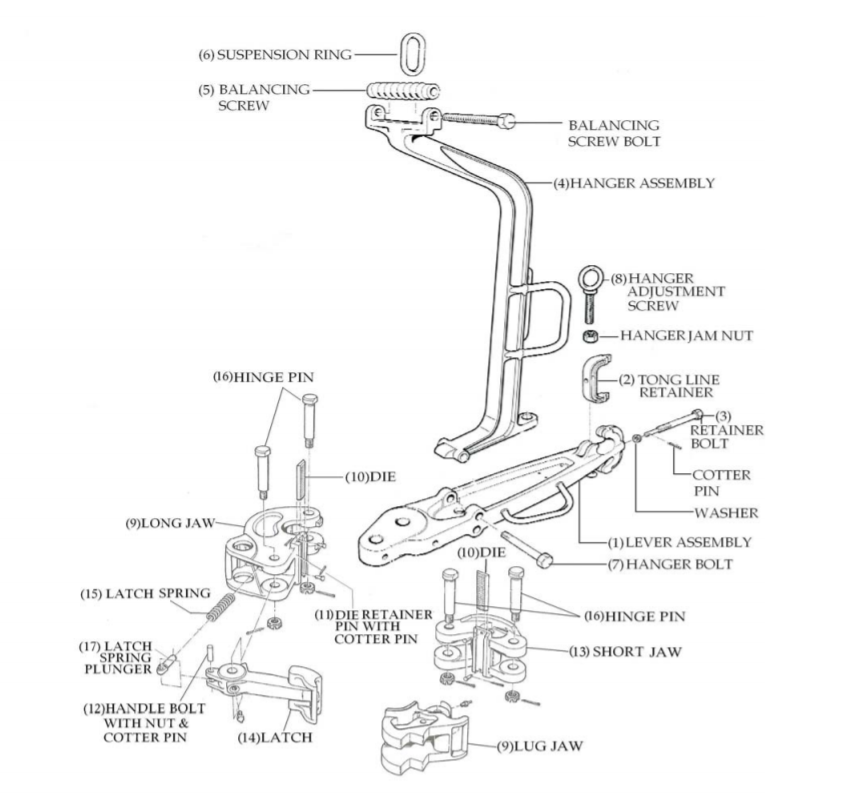 (6) SUSPENSION RING
(5) BALANCING
SCREW
BALANCING
SCREW BOLT
(4)HANGER ASSEMBLY
(8)HANGER
ADJUSTMENT
SCREW
HANGER JAM NUT
(2) TONG LINE
RETAINER
(3)
RETAINER
BOLT
COTTER
PIN
WASHER
(16)HINGE PIN
(10)DIE
(9)LONG JAW
(1)LEVER ASSEMBLY
(10)DIE
(7) HANGER BOLT
(15) LATCH SPRING
(11)DIE RETAINER
PIN WITH
COTTER PIN
(16)HINGE PIN
(17) LATCH
SPRING
PLUNGER
(13) SHORT JAW
(12)HANDLE BOLT
WITH NUT &
COTTER PIN
(14)LATCH
(9)LUG JAW